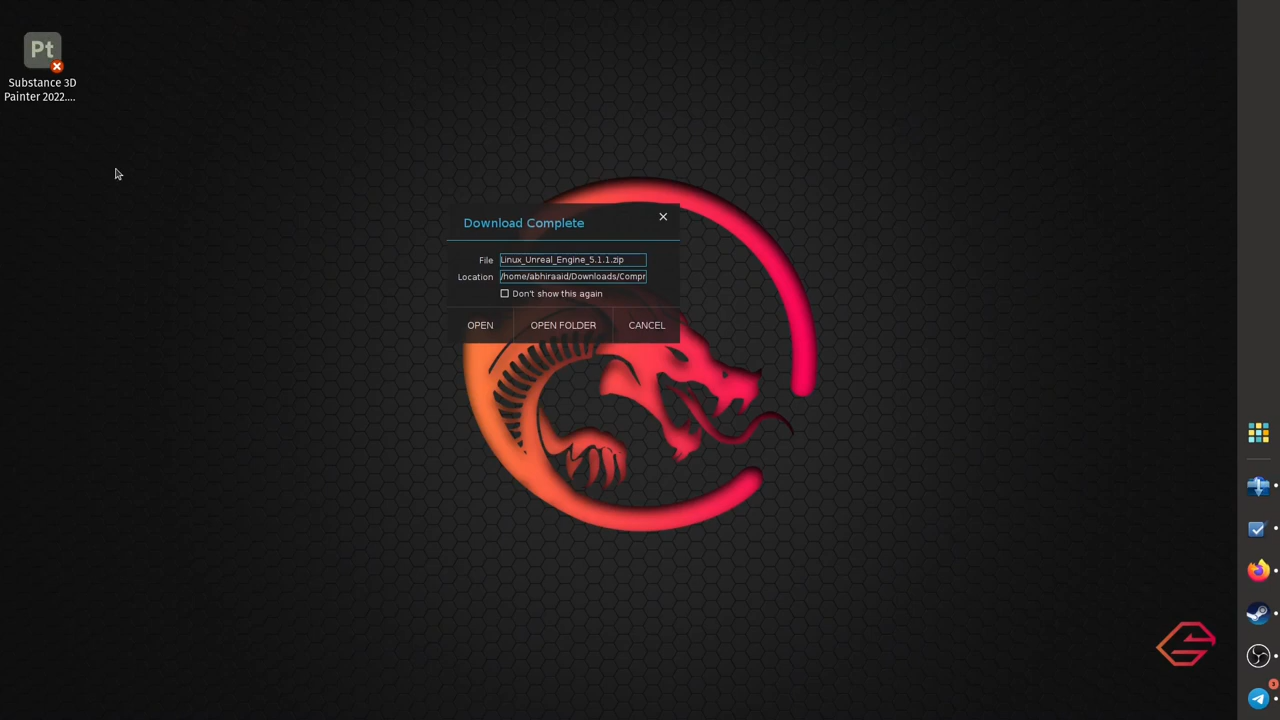 Pt
Substance 3D
Painter 2022....
Download Complete
File Linux_Unreal_Engine_5.1.1.zip
Location /home/abhiraaid/Downloads/Compr
Don't show this again
OPEN OPEN FOLDER CANCEL